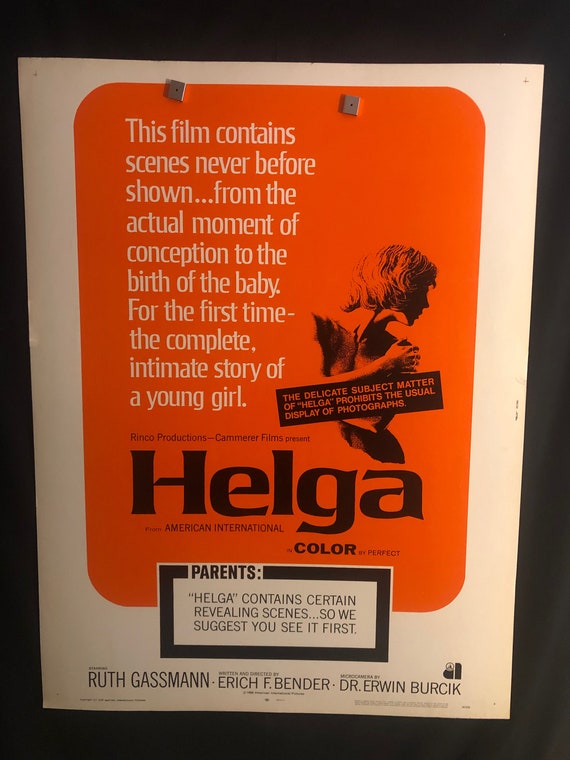 This film contains
scenes never before
shown...from the
actual moment of
conception to the
birth of the baby.
For the first time-
the complete,
intimate story of
a young girl.
THE DELICATE SUBJECT MATTER
OF "HELGA" PROHIBITS THE USUAL
DISPLAY OF PHOTOGRAPHS.
Rinco Productions—Cammerer Films present
Helga
From AMERICAN INTERNATIONAL
IN COLOR BY PERFECT
PARENTS:
"HELGA" CONTAINS CERTAIN
REVEALING SCENES...SO WE
SUGGEST YOU SEE IT FIRST.
STARRING RUTH GASSMANN · WRITTEN AND DIRECTED BY ERICH F. BENDER · MICROCAMERA BY DR. ERWIN BURCIK